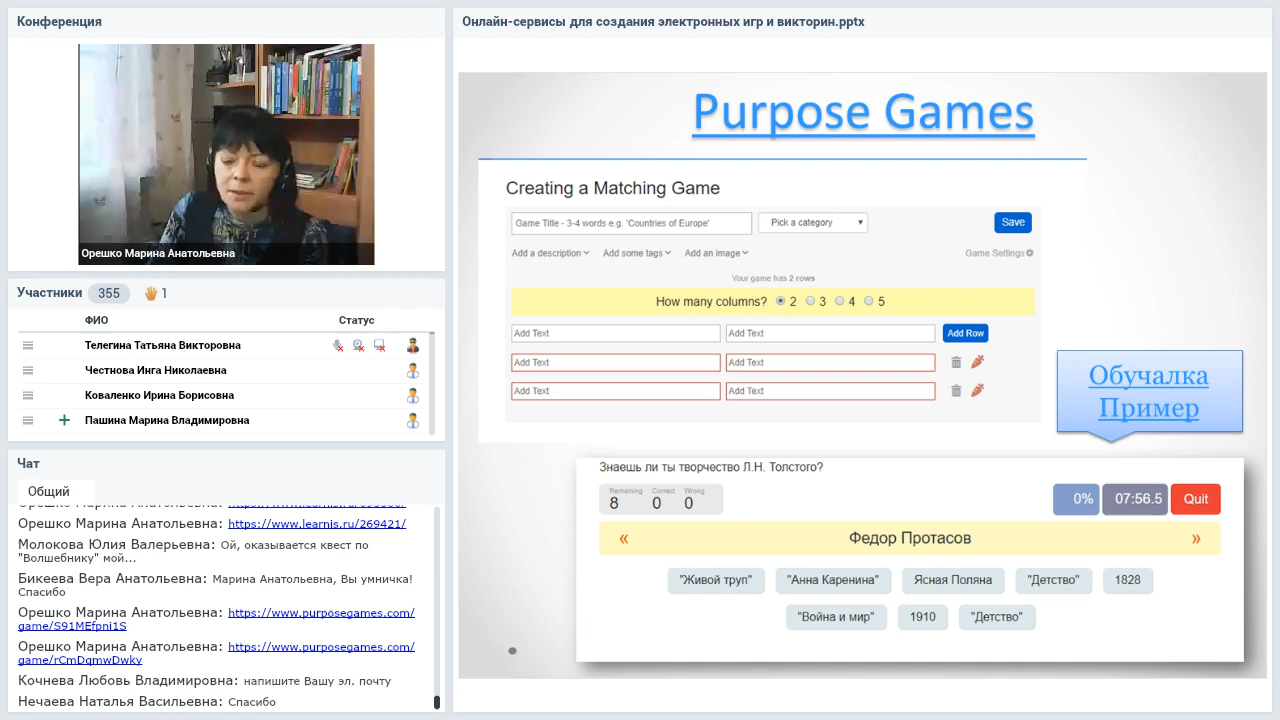 Конференция
Орешко Марина Анатольевна
Участники 355 1
ФИО Статус
Телегина Татьяна Викторовна
Честнова Инга Николаевна
Коваленко Ирина Борисовна
Пашина Марина Владимировна
Чат
Общий
Орешко Марина Анатольевна: https://www.learnis.ru/269421/
Молокова Юлия Валерьевна: Ой, оказывается квест по
"Волшебнику" мой...
Бикеева Вера Анатольевна: Марина Анатольевна, Вы умничка!
Спасибо
Орешко Марина Анатольевна: https://www.purposegames.com/
game/S91MEfpni1S
Орешко Марина Анатольевна: https://www.purposegames.com/
game/rCmDqmwDwky
Кочнева Любовь Владимировна: напишите Вашу эл. почту
Нечаева Наталья Васильевна: Спасибо
Онлайн-сервисы для создания электронных игр и викторин.pptx
Purpose Games
Creating a Matching Game
Game Title - 3-4 words e.g. 'Countries of Europe' Pick a category Save
Add a description Add some tags Add an image Game Settings
Your game has 2 rows
How many columns? 2 3 4 5
Add Text Add Text Add Row
Add Text Add Text
Add Text Add Text
Обучалка
Пример
Знаешь ли ты творчество Л.Н. Толстого?
Remaining Correct Wrong
8 0 0 0% 07:56.5 Quit
« Федор Протасов »
"Живой труп" "Анна Каренина" Ясная Поляна "Детство" 1828
"Война и мир" 1910 "Детство"